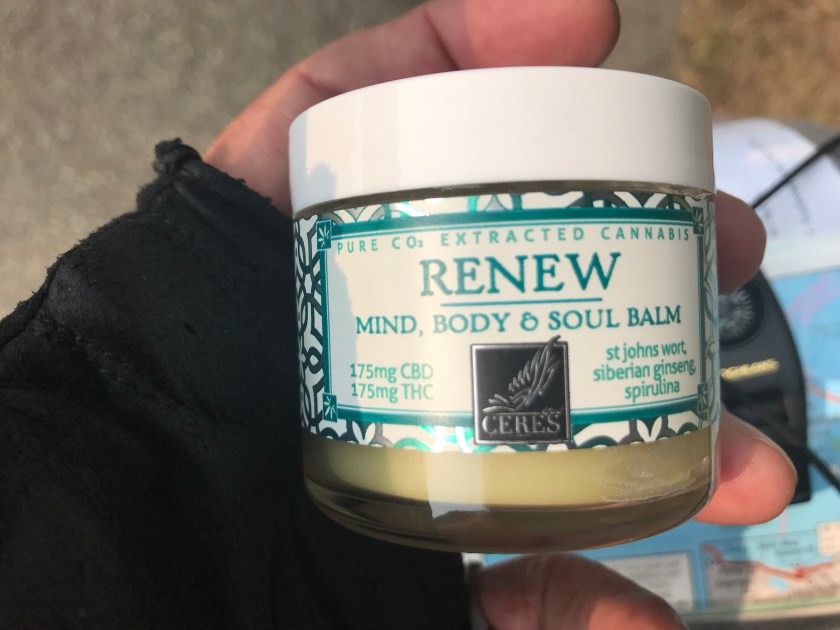 PURE CO₂ EXTRACTED CANNABIS
RENEW
MIND, BODY & SOUL BALM
175mg CBD
175mg THC
st johns wort,
siberian ginseng,
spirulina
CERES